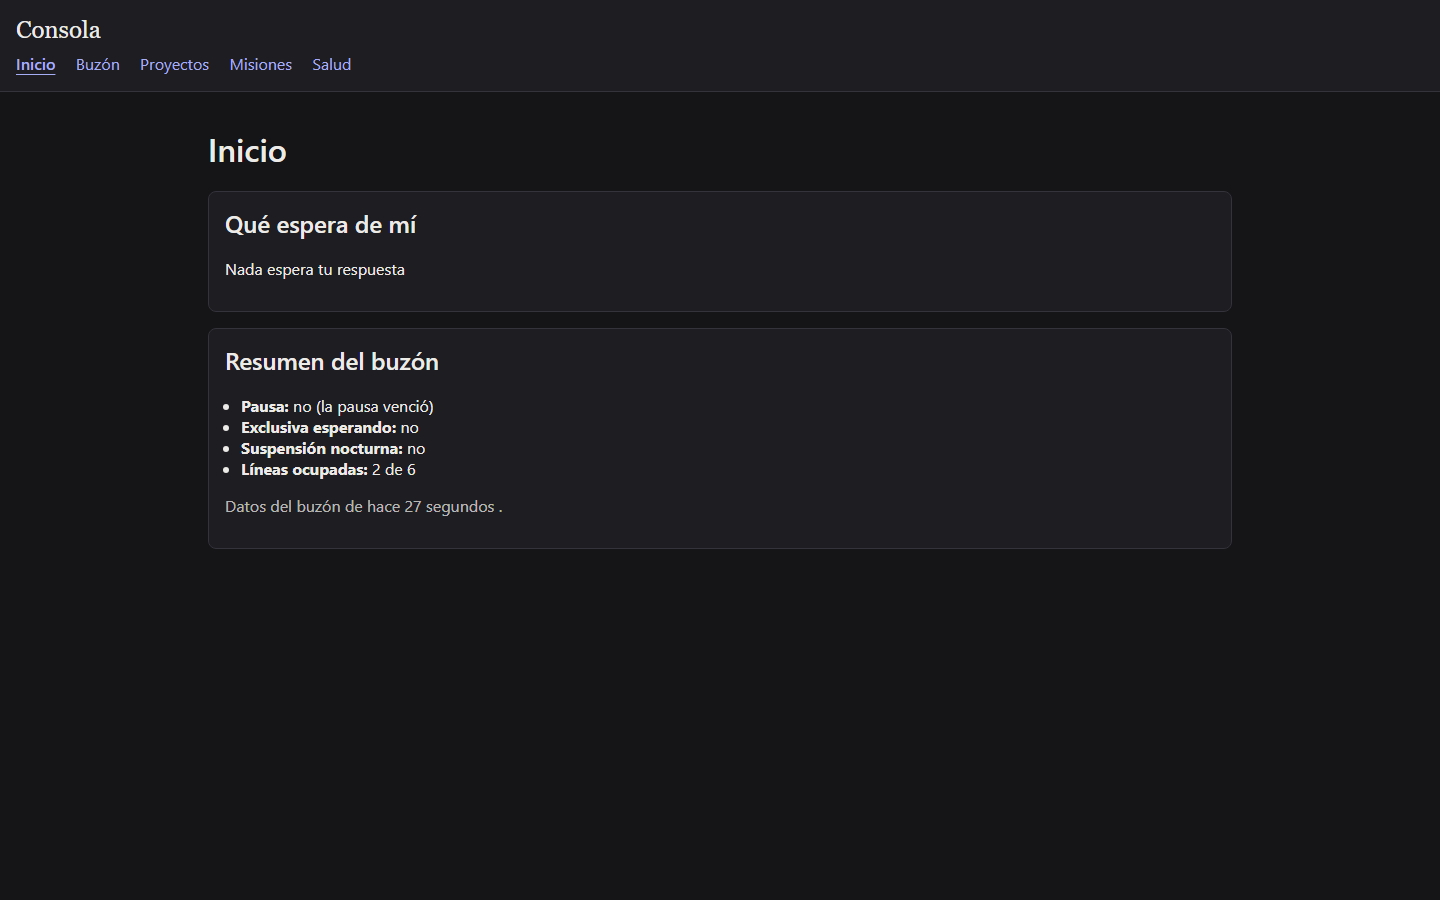 Consola
Inicio Buzón Proyectos Misiones Salud
Inicio
Qué espera de mí
Nada espera tu respuesta
Resumen del buzón
Pausa: no (la pausa venció)
Exclusiva esperando: no
Suspensión nocturna: no
Líneas ocupadas: 2 de 6
Datos del buzón de hace 27 segundos .